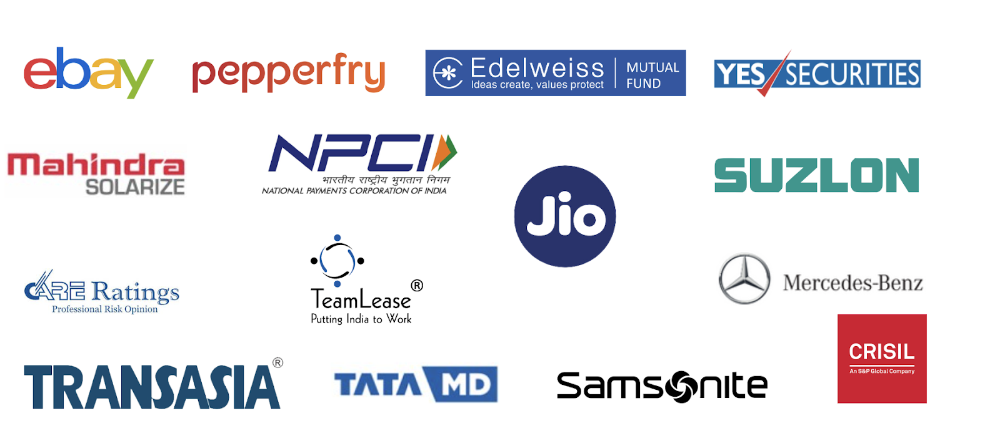 ebay
pepperfry
Edelweiss
Ideas create, values protect
MUTUAL
FUND
YES SECURITIES
Mahindra
SOLARIZE
NPCI
भारतीय राष्ट्रीय भुगतान निगम
NATIONAL PAYMENTS CORPORATION OF INDIA
Jio
SUZLON
CARE Ratings
Professional Risk Opinion
TeamLease®
Putting India to Work
Mercedes-Benz
CRISIL
An S&P Global Company
TRANSASIA®
TATA MD
Samsonite